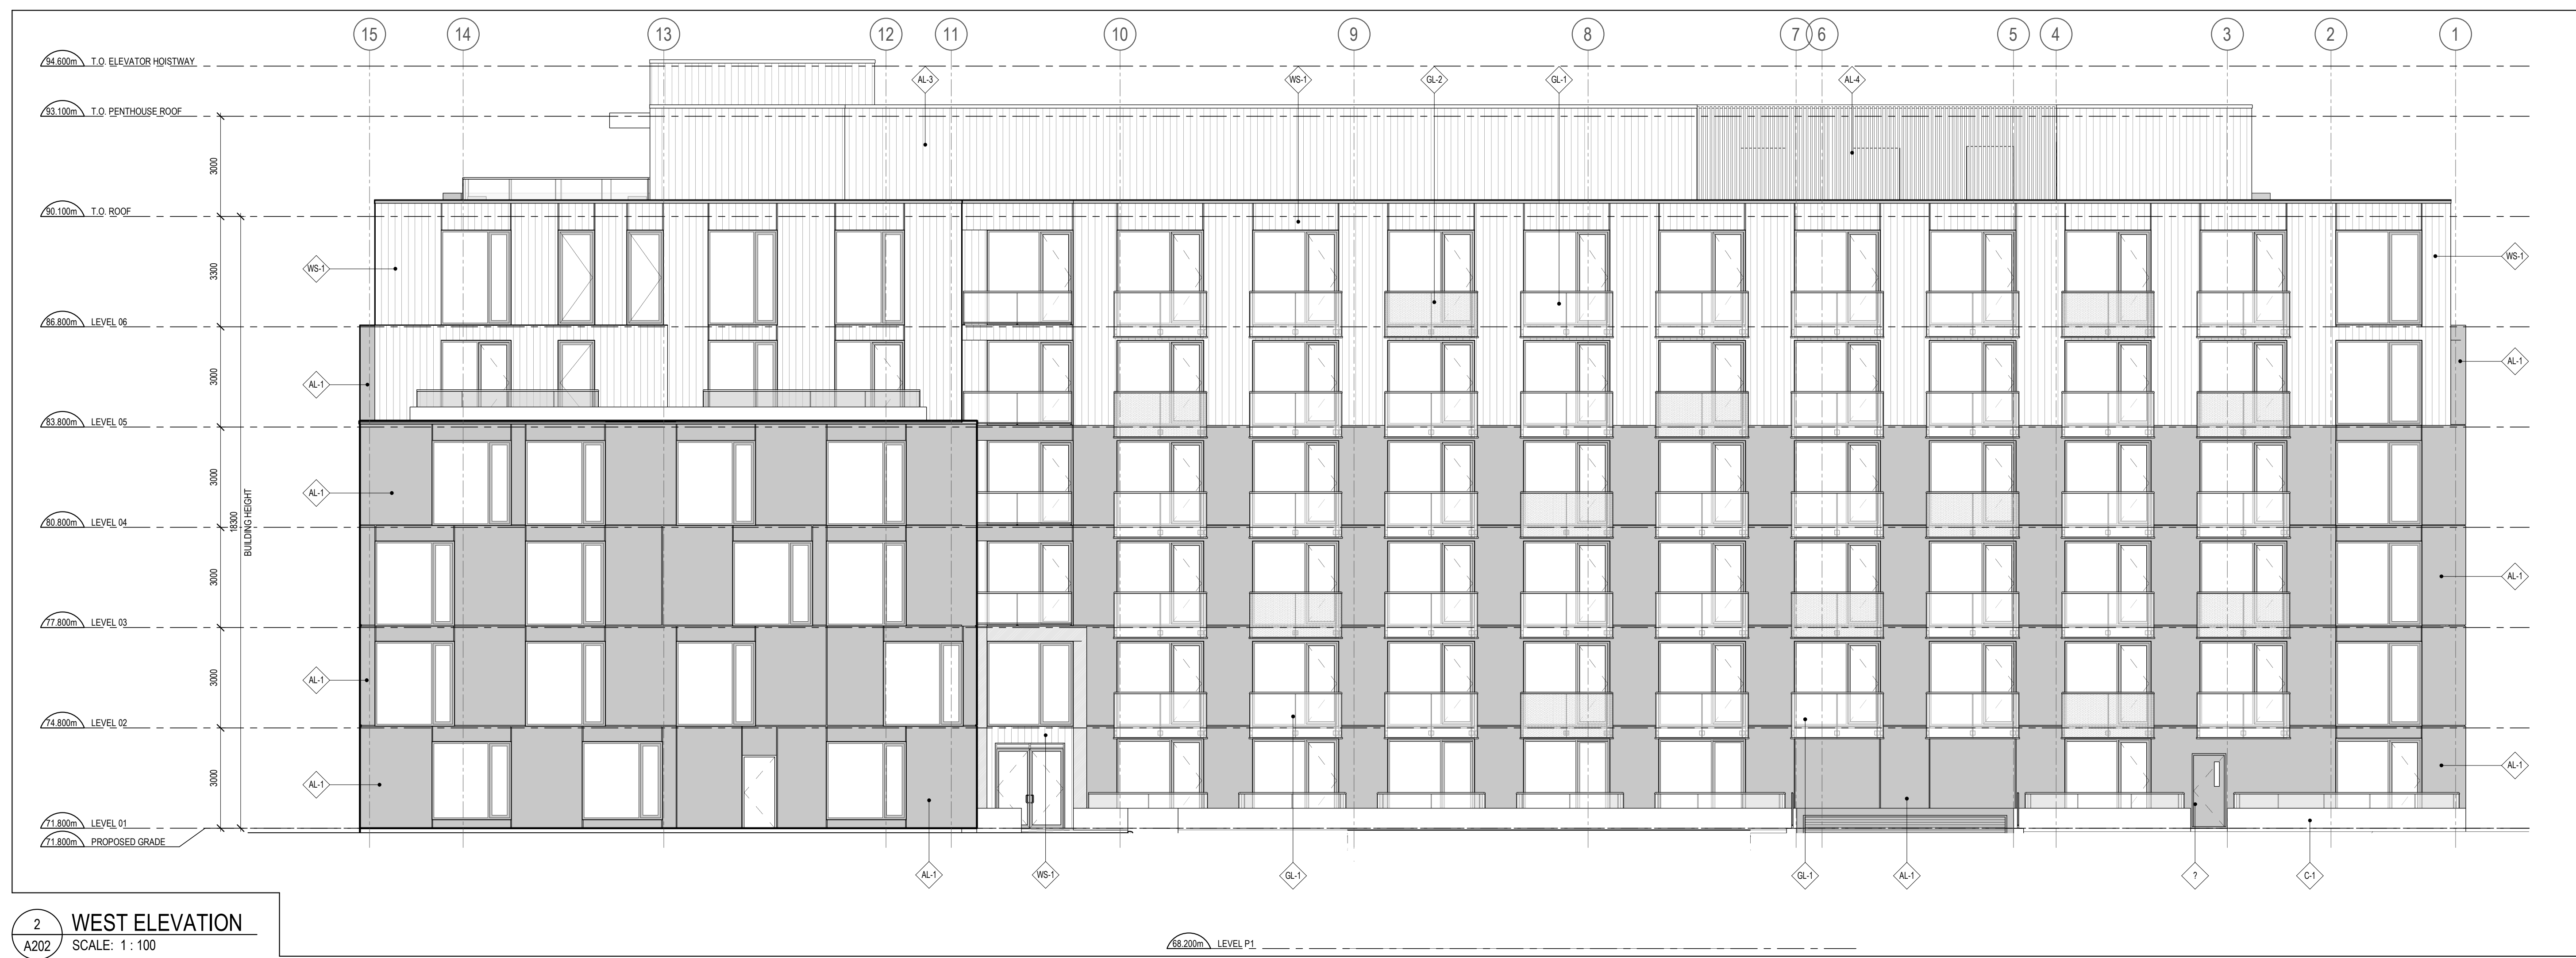 15 14 13 12 11 10 9 8 7 6 5 4 3 2 1
94.600m T.O. ELEVATOR HOISTWAY
AL-3 WS-1 GL-2 GL-1 AL-4
93.100m T.O. PENTHOUSE ROOF
3000
90.100m T.O. ROOF
WS-1 3300 WS-1
86.800m LEVEL 06
AL-1 3000 AL-1
83.800m LEVEL 05
3000 AL-1
18300
BUILDING HEIGHT
80.800m LEVEL 04
3000 AL-1
77.800m LEVEL 03
3000 AL-1
74.800m LEVEL 02
3000 AL-1 AL-1
71.800m LEVEL 01
71.800m PROPOSED GRADE
AL-1 WS-1 GL-1 GL-1 AL-1 ? C-1
2
A202
WEST ELEVATION
SCALE: 1 : 100
68.200m LEVEL P1